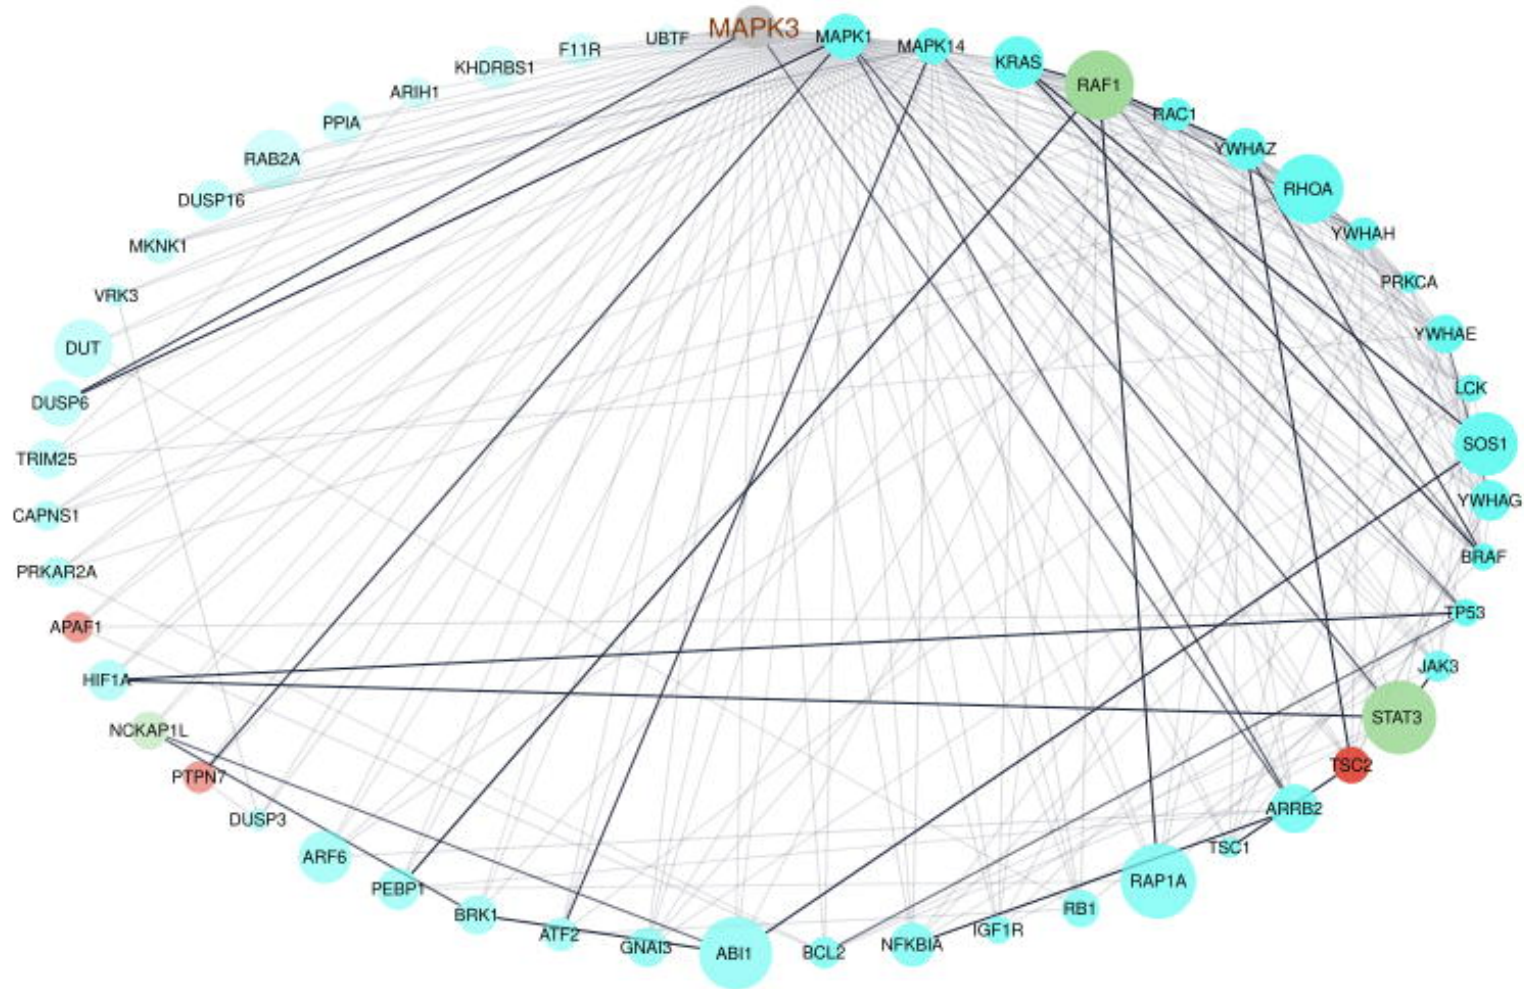 MAPK3
MAPK1
MAPK14
KRAS
RAF1
RAC1
YWHAZ
RHOA
YWHAH
PRKCA
YWHAE
LCK
SOS1
YWHAG
BRAF
TP53
JAK3
STAT3
TSC2
ARRB2
TSC1
RAP1A
RB1
IGF1R
NFKBIA
BCL2
ABI1
GNAI3
ATF2
BRK1
PEBP1
ARF6
DUSP3
PTPN7
NCKAP1L
HIF1A
APAF1
PRKAR2A
CAPNS1
TRIM25
DUSP6
DUT
VRK3
MKNK1
DUSP16
RAB2A
PPIA
ARIH1
KHDRBS1
F11R
UBTF